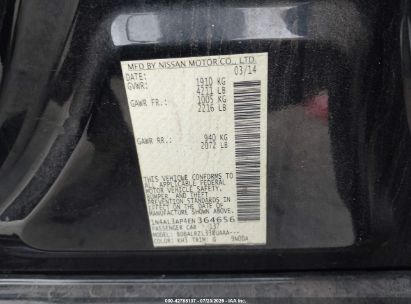 MFD BY NISSAN MOTOR CO., LTD.
DATE: 03/14
GVWR: 1910 KG
4211 LB
GAWR FR.: 1005 KG
2216 LB
GAWR RR.: 940 KG
2072 LB
THIS VEHICLE CONFORMS TO ALL
APPLICABLE FEDERAL MOTOR
VEHICLE SAFETY, BUMPER, AND THEFT
PREVENTION STANDARDS
IN EFFECT ON THE DATE OF
MANUFACTURE SHOWN ABOVE.
1N4AL3AP4EN364656
PASSENGER CAR
COLOR: KH3 TRIM: G